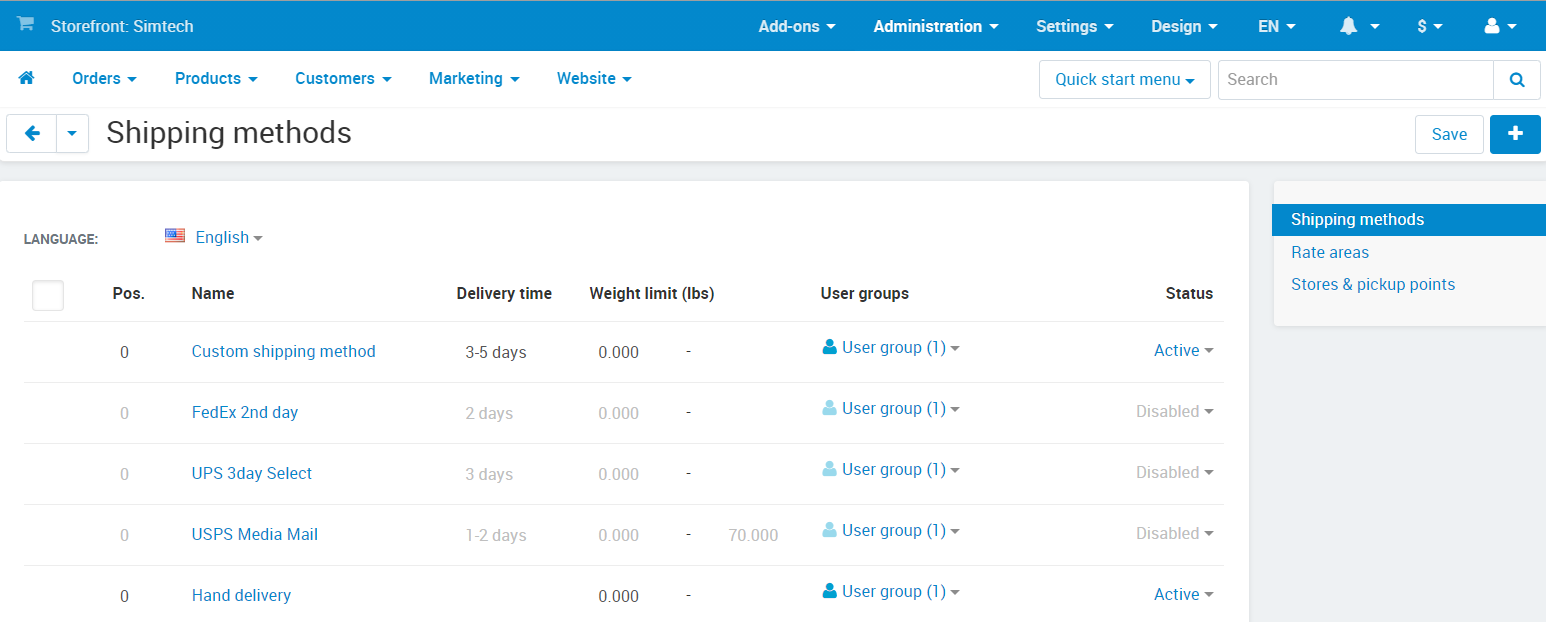 Storefront: Simtech Add-ons Administration Settings Design EN $
Orders Products Customers Marketing Website Quick start menu Search
Shipping methods Save
LANGUAGE: English
Pos. Name Delivery time Weight limit (lbs) User groups Status
0 Custom shipping method 3-5 days 0.000 - User group (1) Active
0 FedEx 2nd day 2 days 0.000 - User group (1) Disabled
0 UPS 3day Select 3 days 0.000 - User group (1) Disabled
0 USPS Media Mail 1-2 days 0.000 - 70.000 User group (1) Disabled
0 Hand delivery 0.000 - User group (1) Active
Shipping methods
Rate areas
Stores & pickup points